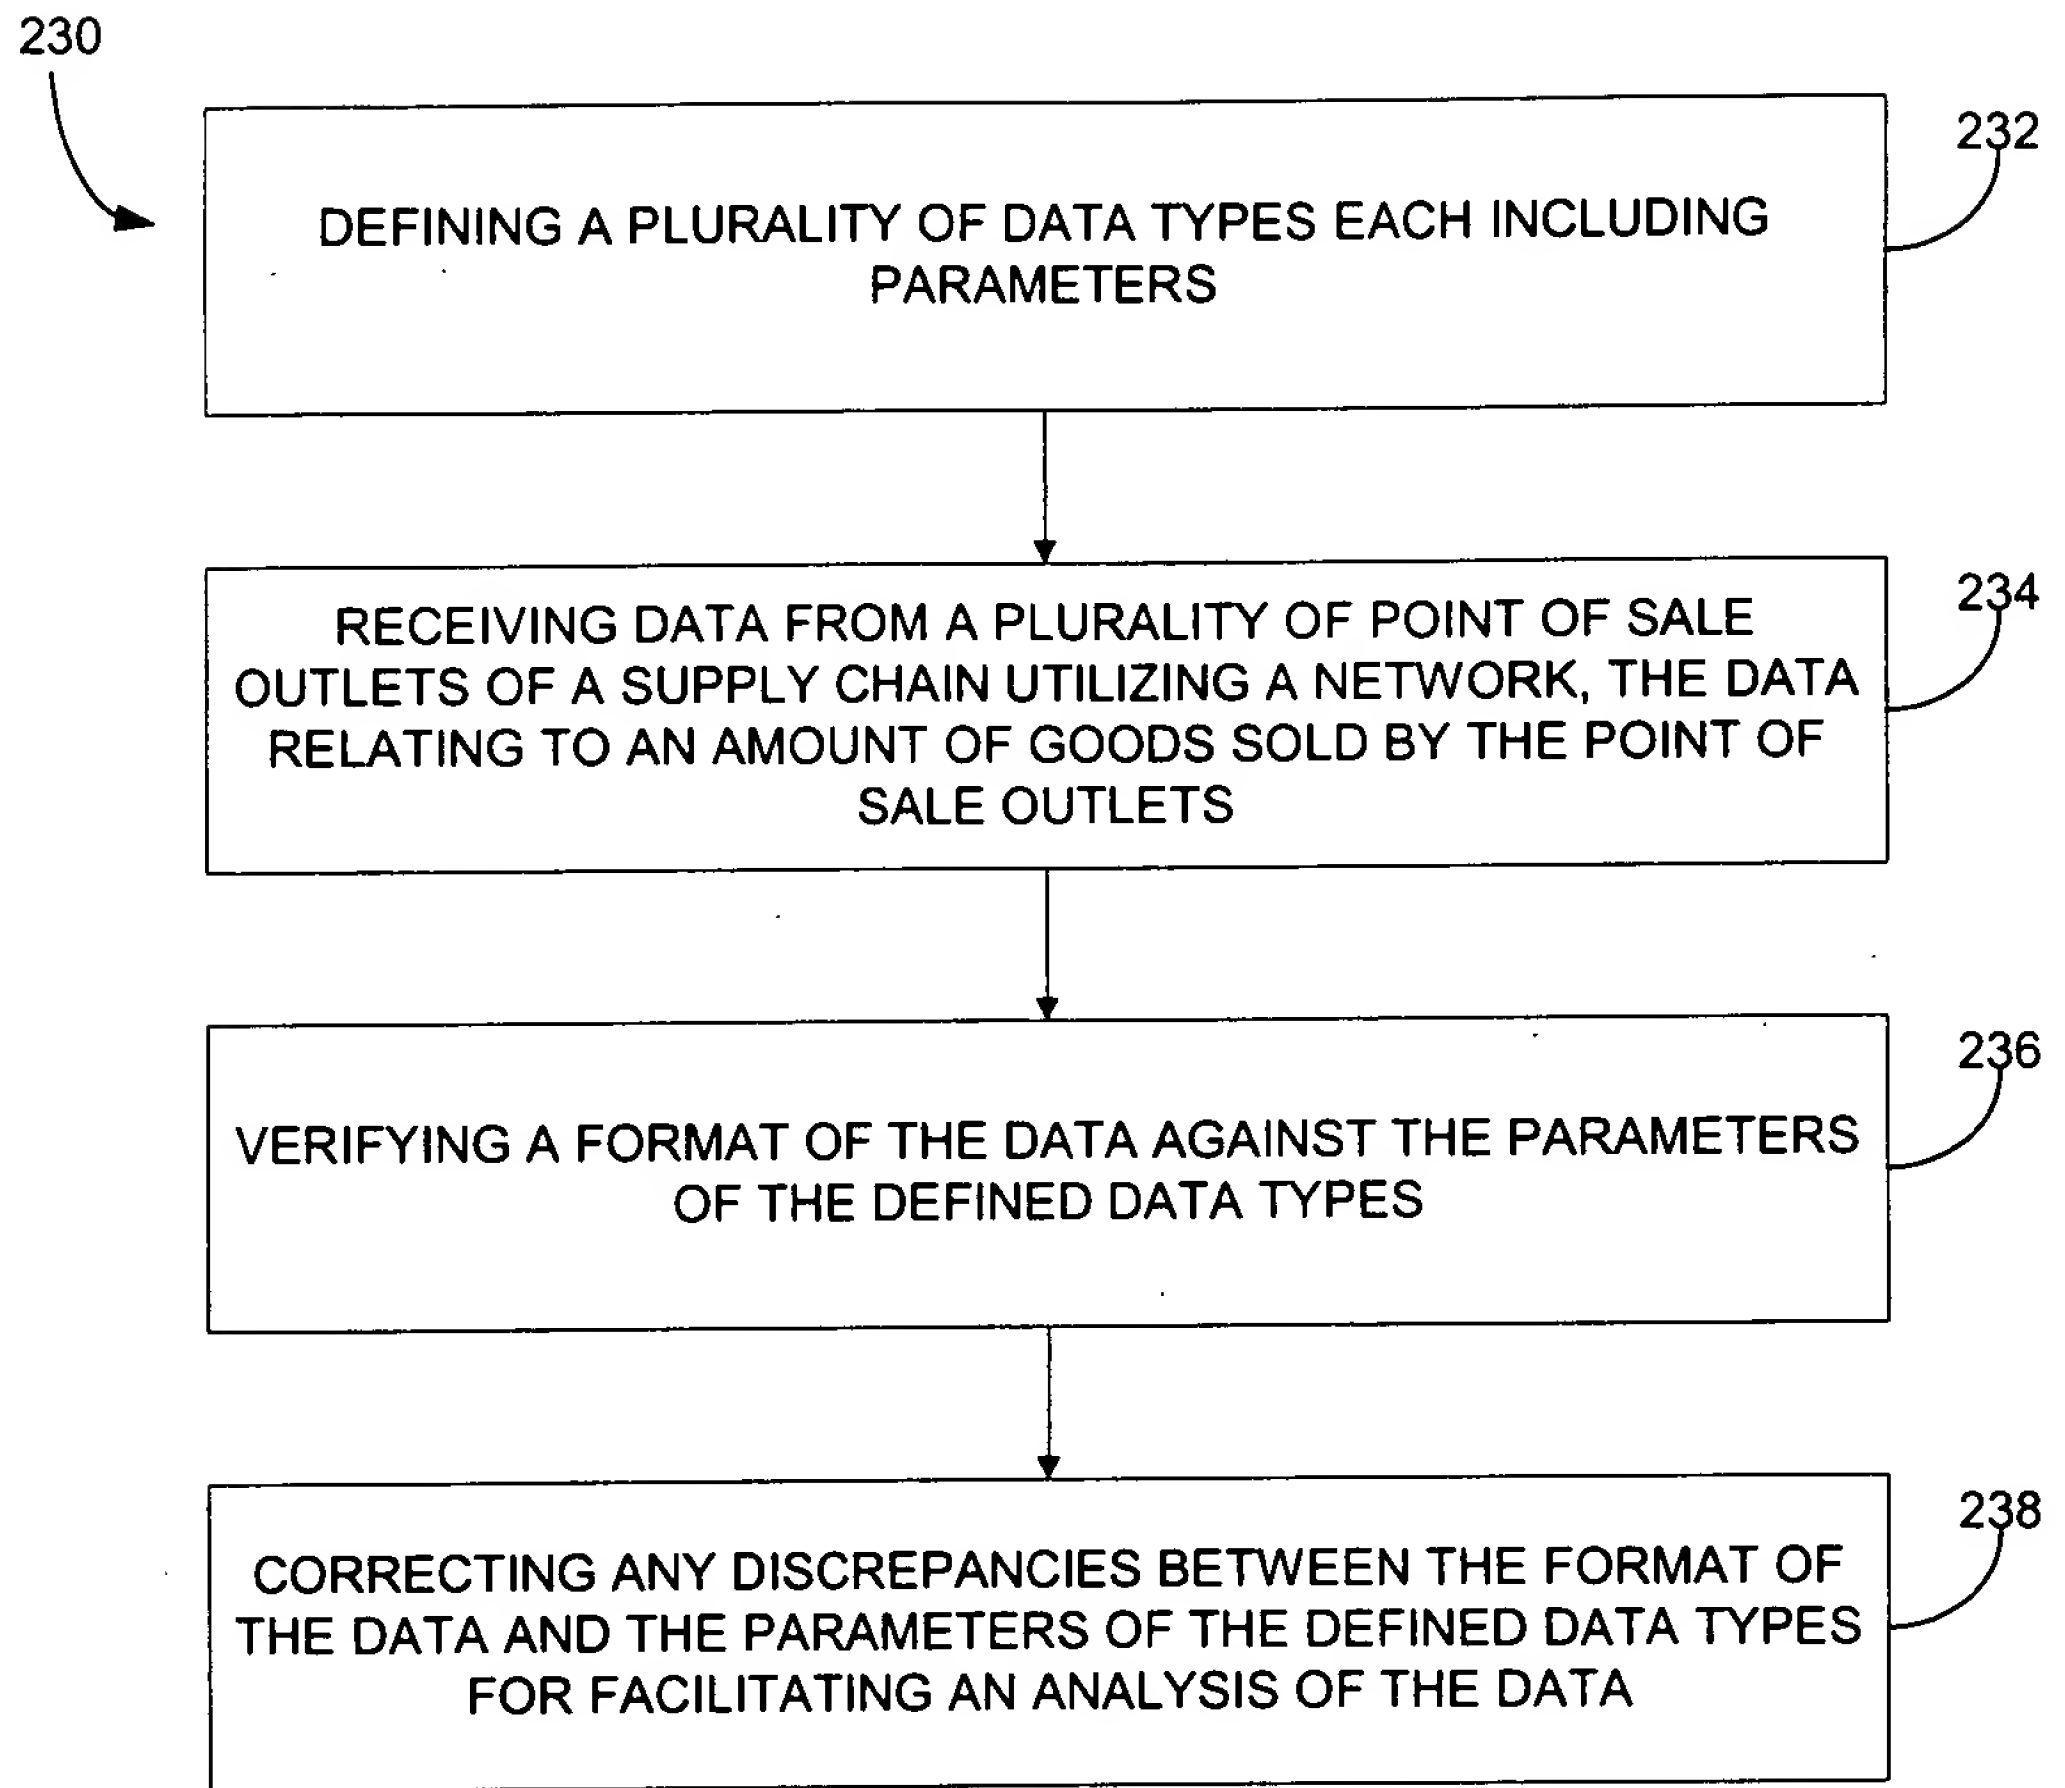 230
232
DEFINING A PLURALITY OF DATA TYPES EACH INCLUDING
PARAMETERS
234
RECEIVING DATA FROM A PLURALITY OF POINT OF SALE
OUTLETS OF A SUPPLY CHAIN UTILIZING A NETWORK, THE DATA
RELATING TO AN AMOUNT OF GOODS SOLD BY THE POINT OF
SALE OUTLETS
236
VERIFYING A FORMAT OF THE DATA AGAINST THE PARAMETERS
OF THE DEFINED DATA TYPES
238
CORRECTING ANY DISCREPANCIES BETWEEN THE FORMAT OF
THE DATA AND THE PARAMETERS OF THE DEFINED DATA TYPES
FOR FACILITATING AN ANALYSIS OF THE DATA